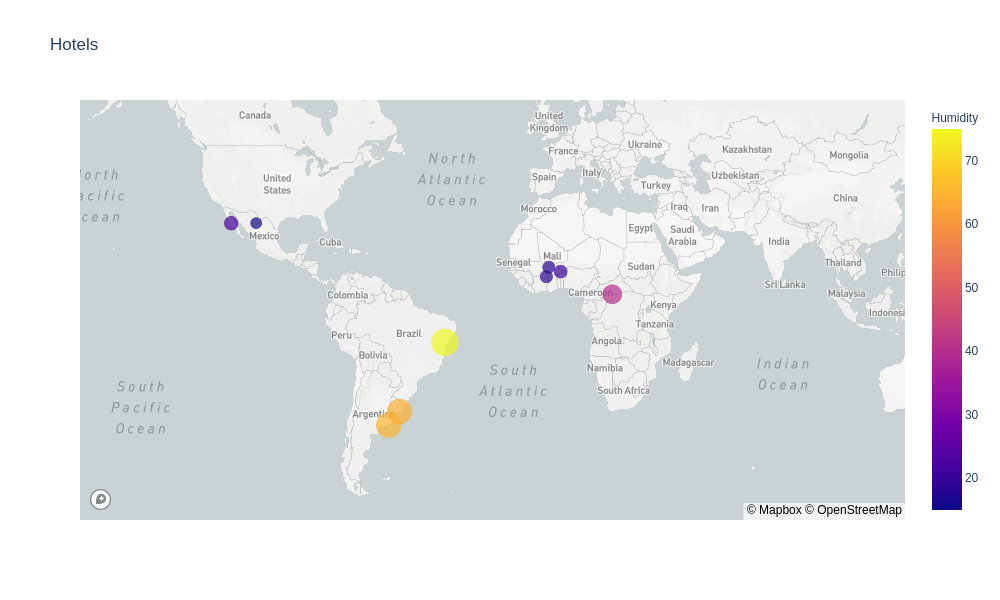 Hotels
Humidity
70
60
50
40
30
20
Canada
United
Kingdom
Ukraine
Kazakhstan
Mongolia
France
North
Atlantic
Ocean
orth
acific
cean
United
States
Spain
Italy
Turkey
Uzbekistan
China
Morocco
Iraq
Iran
Egypt
Saudi
Arabia
India
Mexico
Cuba
Senegal
Mali
Sudan
Thailand
Philip
Sri Lanka
Malaysia
Indonesi
Colombia
Cameroon
Kenya
Tanzania
Peru
Brazil
Bolivia
Angola
Namibia
Madagascar
South Africa
Indian
Ocean
South
Pacific
Ocean
South
Atlantic
Ocean
Argentina
© Mapbox © OpenStreetMap